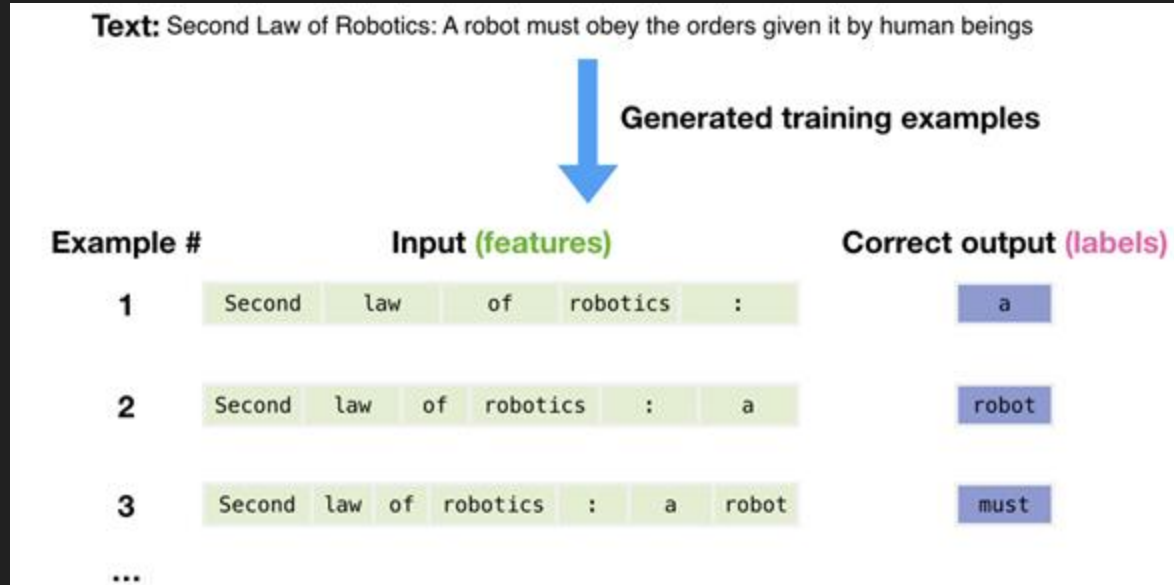 Text: Second Law of Robotics: A robot must obey the orders given it by human beings
Generated training examples
Example # Input (features) Correct output (labels)
1 Second law of robotics : a
2 Second law of robotics : a robot
3 Second law of robotics : a robot must
...